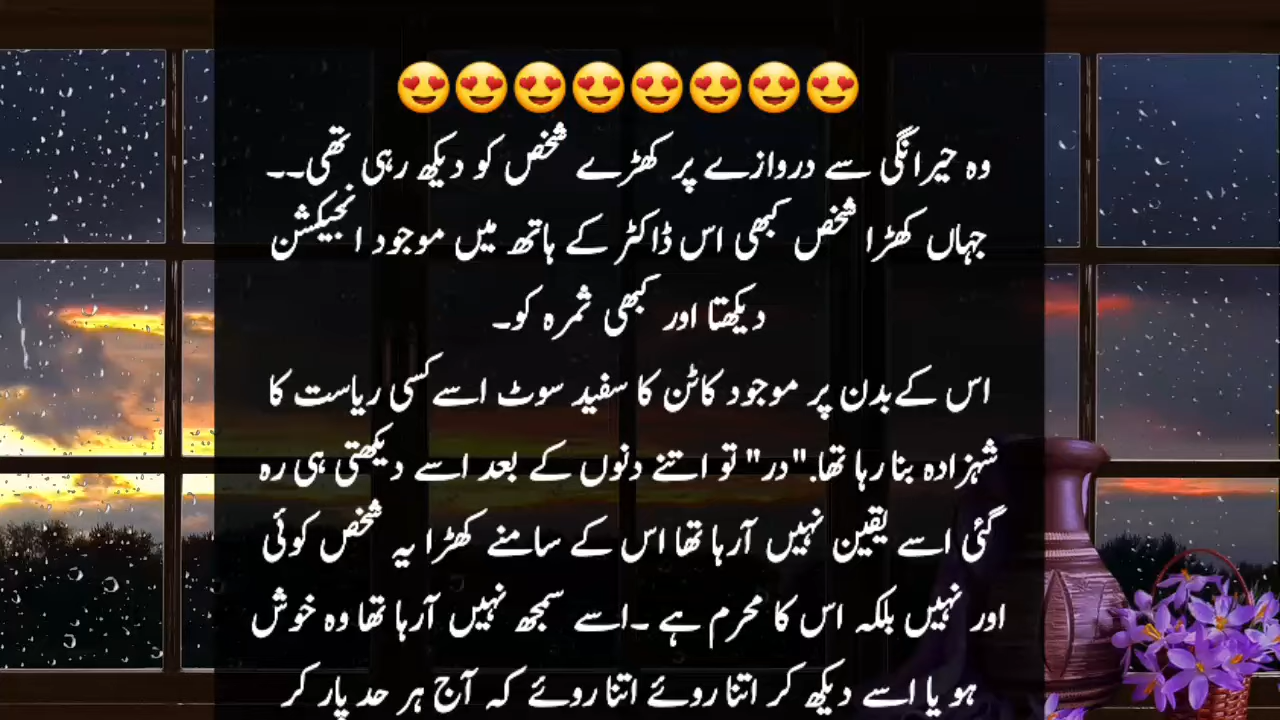 😍😍😍😍😍😍😍😍
وہ حیرانگی سے دروازے پر کھڑے شخص کو دیکھ رہی تھی۔۔
جہاں کھڑا شخص کبھی اس ڈاکٹر کے ہاتھ میں موجود انجیکشن
دیکھتا اور کبھی ثمرہ کو۔
اس کے بدن پر موجود کاٹن کا سفید سوٹ اسے کسی ریاست کا
شہزادہ بنا رہا تھا."در" تو اتنے دنوں کے بعد اسے دیکھتی ہی رہ
گئی اسے یقین نہیں آرہا تھا اس کے سامنے کھڑا یہ شخص کوئی
اور نہیں بلکہ اس کا محرم ہے ۔اسے سمجھ نہیں آرہا تھا وہ خوش
ہو یا اسے دیکھ کر اتنا روئے اتنا روئے کہ آج ہر حد پار کر